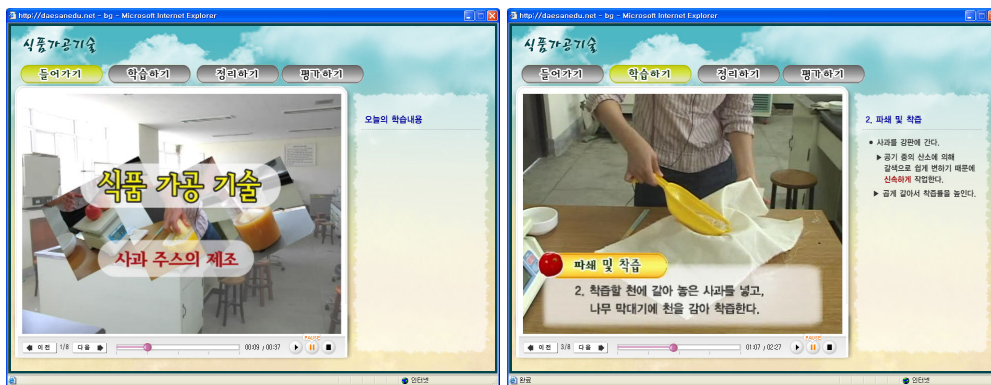 http://daesanedu.net - bg - Microsoft Internet Explorer
식품가공기술
들어가기
학습하기
정리하기
평가하기
오늘의 학습내용
식품 가공 기술
사과 주스의 제조
이전 1/8 다음
00:09 / 00:37
PAUSE
인터넷
http://daesanedu.net - bg - Microsoft Internet Explorer
식품가공기술
들어가기
학습하기
정리하기
평가하기
2. 파쇄 및 착즙
사과를 강판에 간다.
공기 중의 산소에 의해
갈색으로 쉽게 변하기 때문에
신속하게 작업한다.
곱게 갈아서 착즙률을 높인다.
파쇄 및 착즙
2. 착즙할 천에 갈아 놓은 사과를 넣고,
나무 막대기에 천을 감아 착즙한다.
이전 3/8 다음
01:07 / 02:27
PAUSE
완료
인터넷